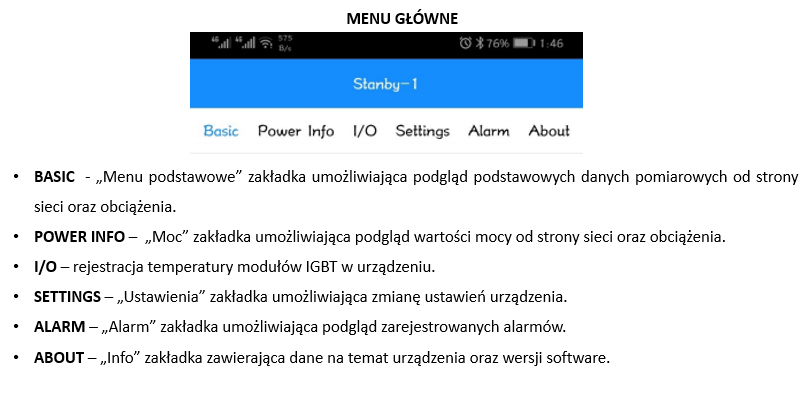 MENU GŁÓWNE
4G 4G 575 B/s 76% 1:46
Stanby-1
Basic Power Info I/O Settings Alarm About
• BASIC - „Menu podstawowe” zakładka umożliwiająca podgląd podstawowych danych pomiarowych od strony
sieci oraz obciążenia.
• POWER INFO – „Moc” zakładka umożliwiająca podgląd wartości mocy od strony sieci oraz obciążenia.
• I/O – rejestracja temperatury modułów IGBT w urządzeniu.
• SETTINGS – „Ustawienia” zakładka umożliwiająca zmianę ustawień urządzenia.
• ALARM – „Alarm” zakładka umożliwiająca podgląd zarejestrowanych alarmów.
• ABOUT – „Info” zakładka zawierająca dane na temat urządzenia oraz wersji software.